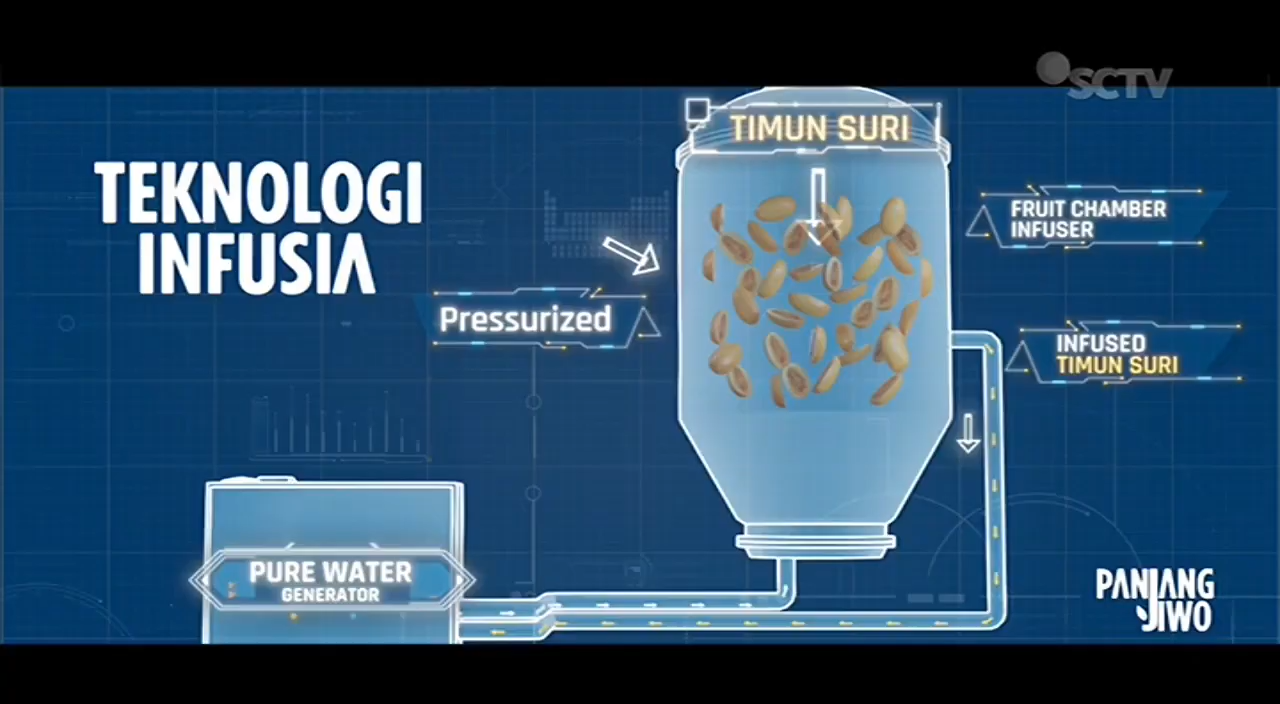 SCTV
TIMUN SURI
TEKNOLOGI
INFUSIA
FRUIT CHAMBER
INFUSER
Pressurized
INFUSED
TIMUN SURI
PURE WATER
GENERATOR
PANJANG
JIWO